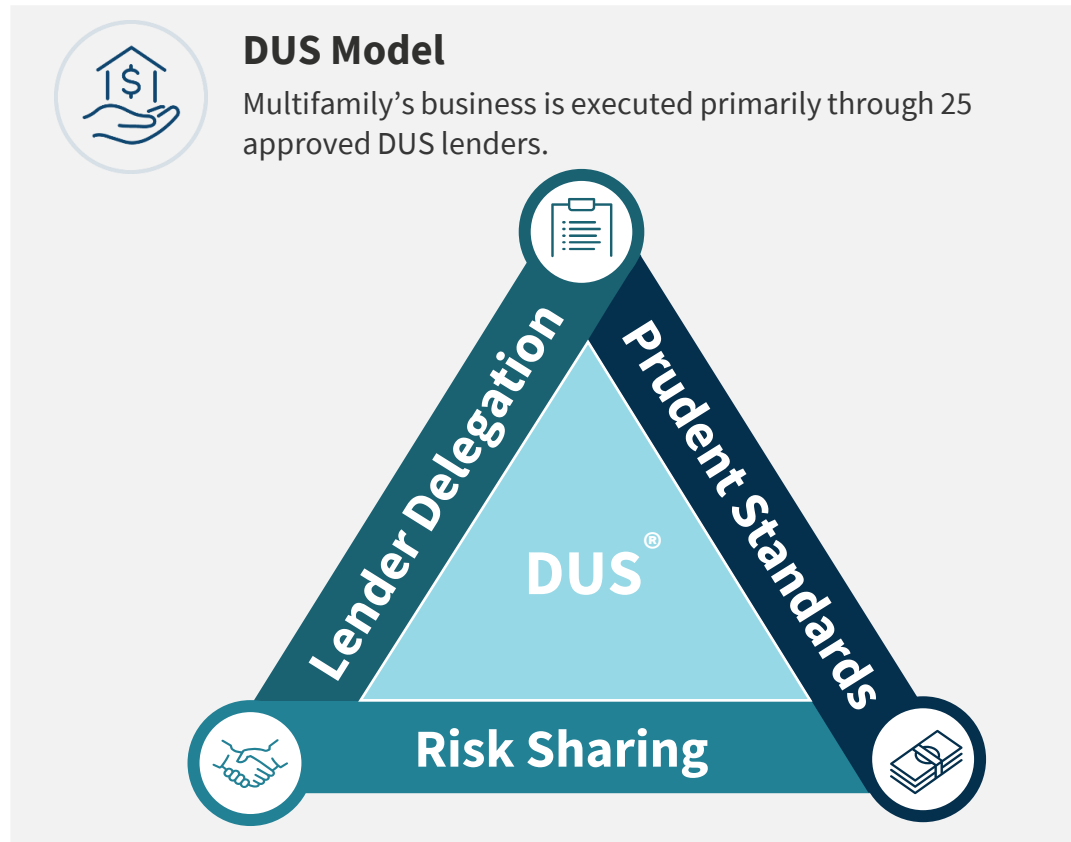 DUS Model
Multifamily’s business is executed primarily through 25
approved DUS lenders.
Lender Delegation
Prudent Standards
DUS®
Risk Sharing